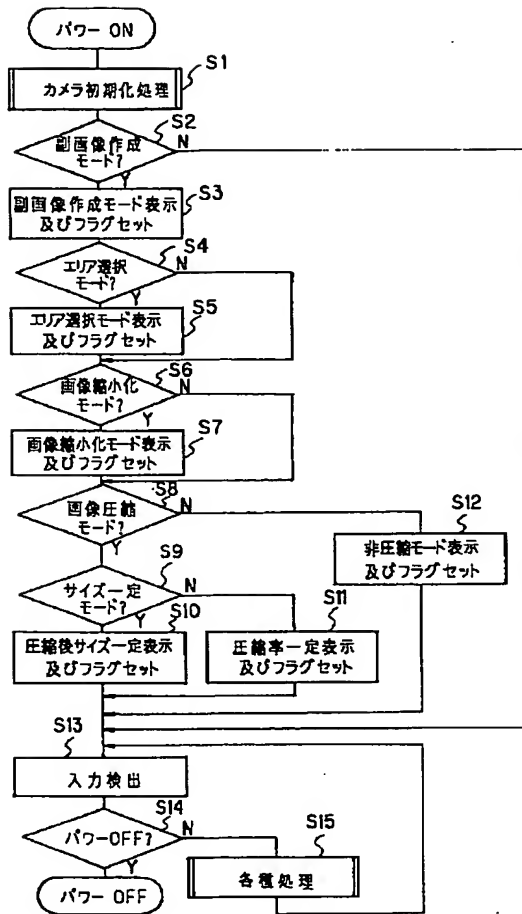 パワー ON
S1
カメラ初期化処理
S2
副画像作成
モード?
N
Y
S3
副画像作成モード表示
及びフラグセット
S4
エリア選択
モード?
N
Y
S5
エリア選択モード表示
及びフラグセット
S6
画像縮小化
モード?
N
Y
S7
画像縮小化モード表示
及びフラグセット
S8
画像圧縮
モード?
N
Y
S12
非圧縮モード表示
及びフラグセット
S9
サイズ一定
モード?
N
Y
S10
圧縮後サイズ一定表示
及びフラグセット
S11
圧縮率一定表示
及びフラグセット
S13
入力検出
S14
パワーOFF?
N
Y
S15
各種処理
パワー OFF